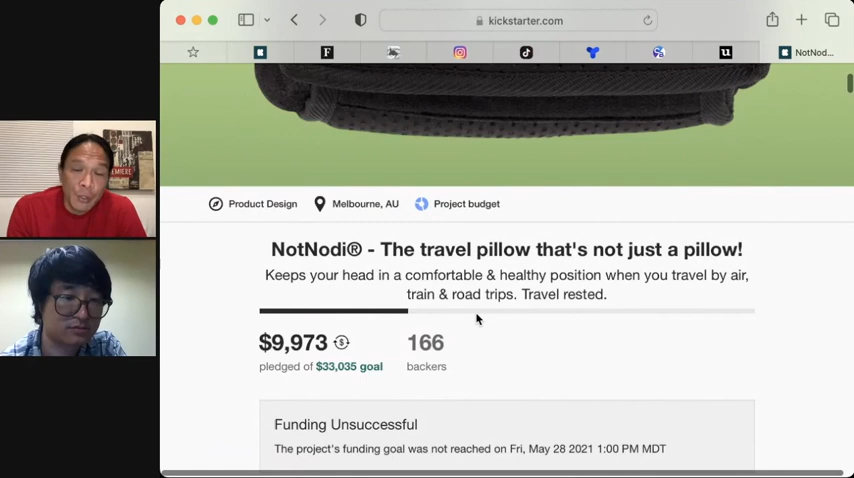 kickstarter.com
F
u
NotNod...
PREMIERE
Product Design
Melbourne, AU
Project budget
NotNodi® - The travel pillow that's not just a pillow!
Keeps your head in a comfortable & healthy position when you travel by air,
train & road trips. Travel rested.
$9,973
166
pledged of $33,035 goal
backers
Funding Unsuccessful
The project's funding goal was not reached on Fri, May 28 2021 1:00 PM MDT